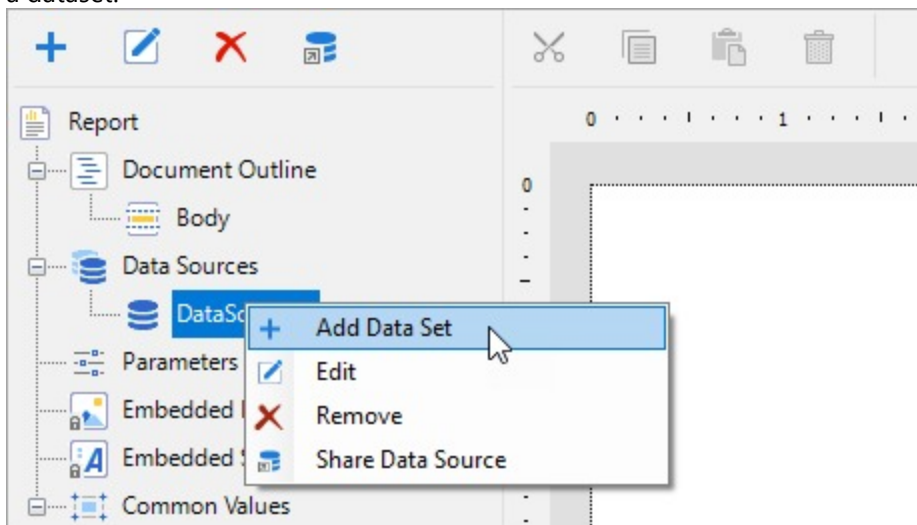 a dataset.
Report
0 1
Document Outline
0
Body
Data Sources
DataSo
Add Data Set
Parameters
Edit
Embedded
Remove
Embedded
Share Data Source
Common Values